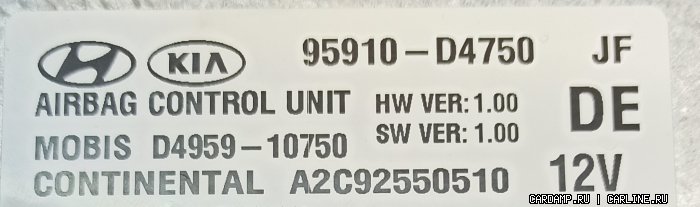 KIA 95910-D4750 JF
AIRBAG CONTROL UNIT HW VER: 1.00 DE
MOBIS D4959-10750 SW VER: 1.00
CONTINENTAL A2C92550510 12V
CARDAMP.RU | CARLINE.RU